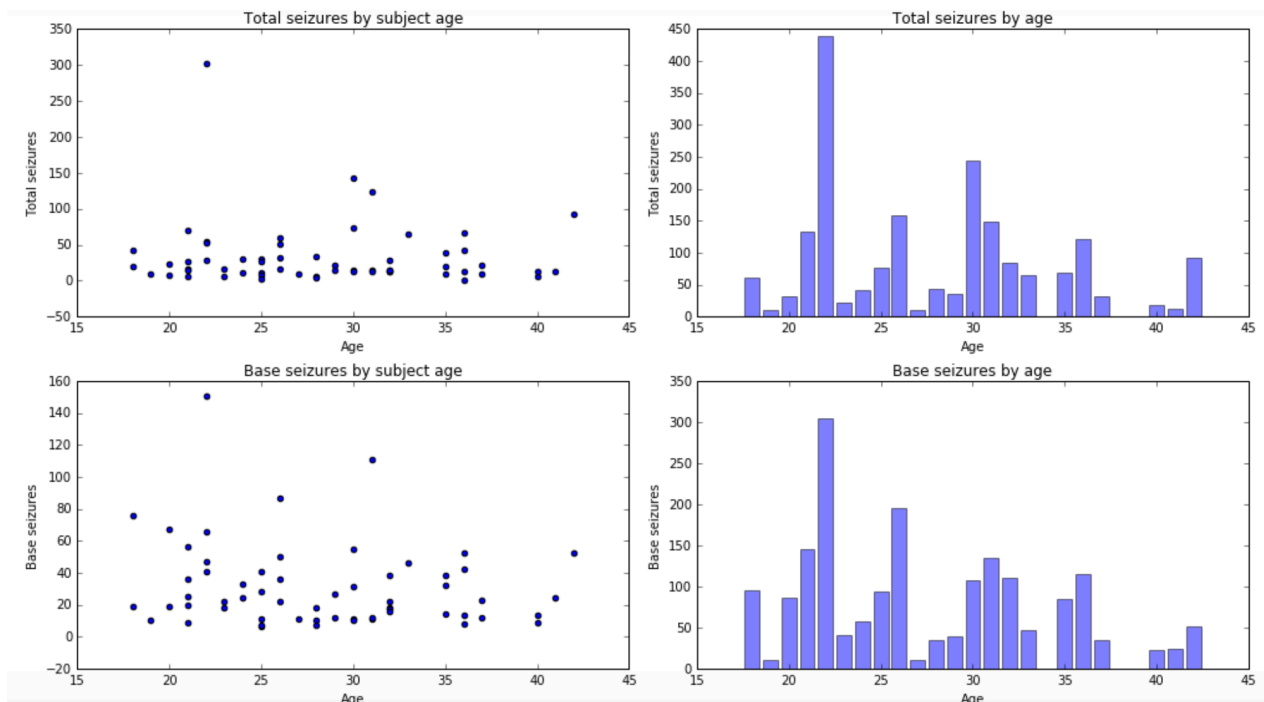 Total seizures by subject age
350
300
250
200
150
100
50
0
−50
Total seizures
15 20 25 30 35 40 45
Age
Total seizures by age
450
400
350
300
250
200
150
100
50
0
Total seizures
15 20 25 30 35 40 45
Age
Base seizures by subject age
160
140
120
100
80
60
40
20
0
−20
Base seizures
15 20 25 30 35 40 45
Age
Base seizures by age
350
300
250
200
150
100
50
0
Base seizures
15 20 25 30 35 40 45
Age